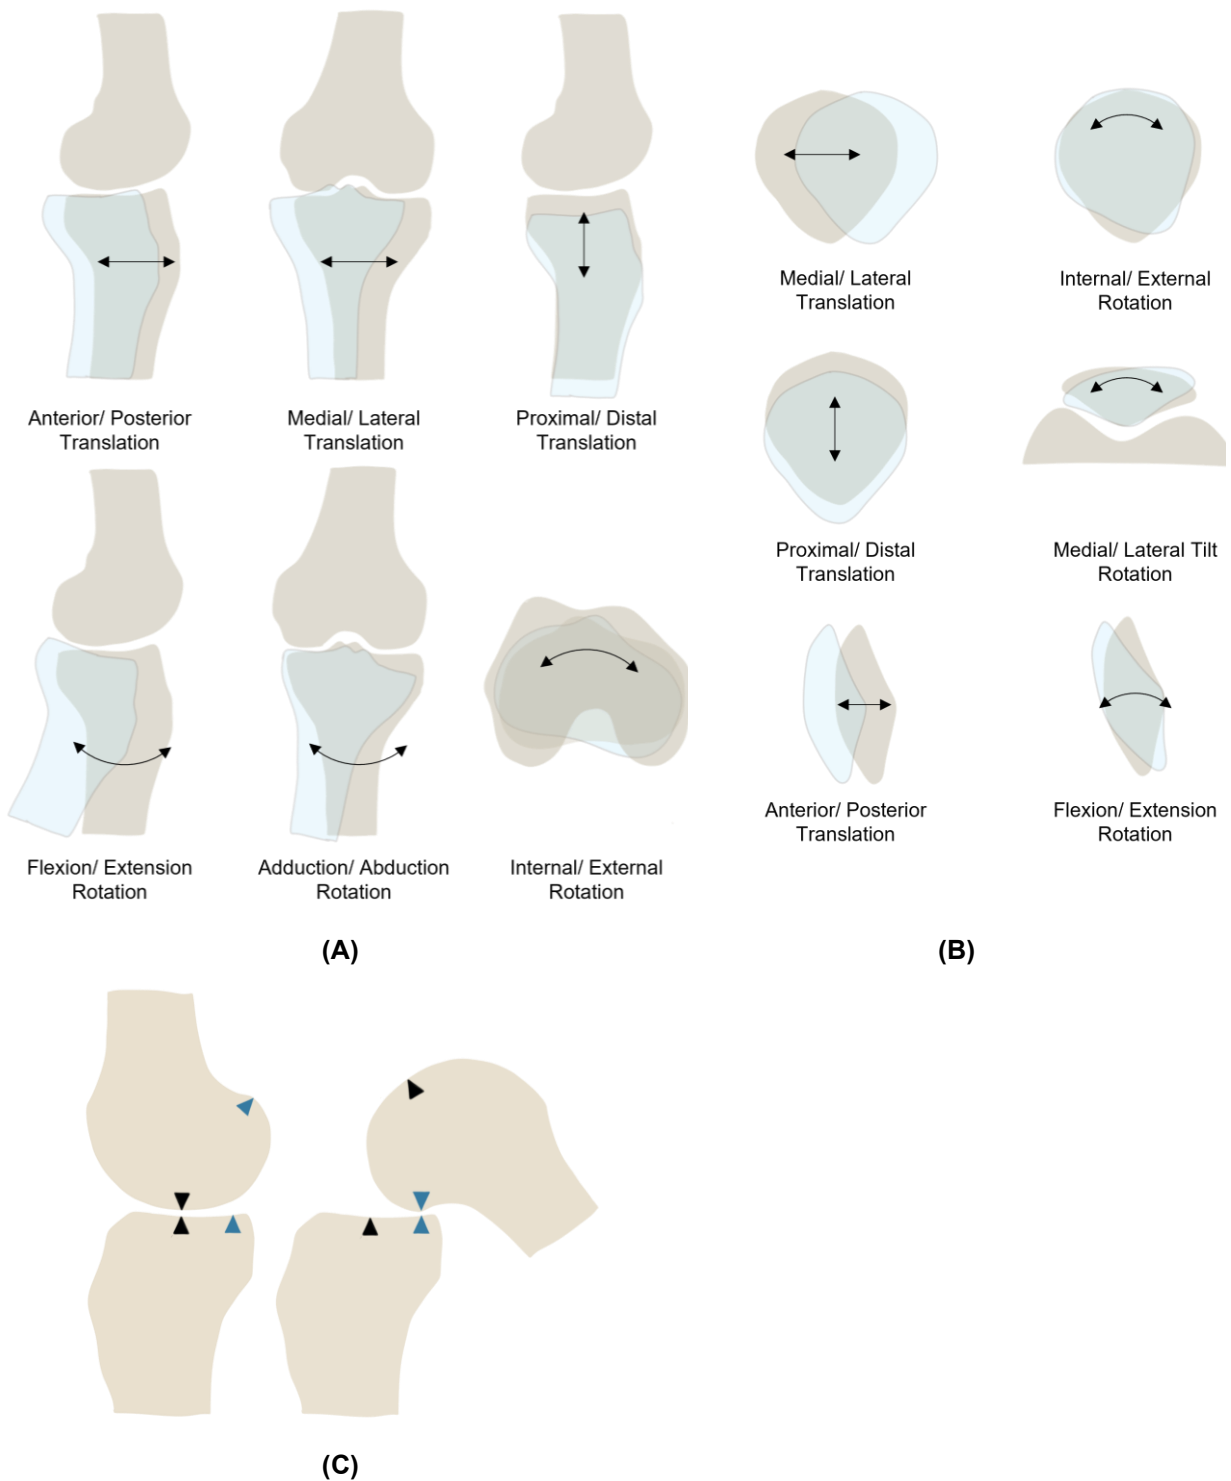 Anterior/ Posterior
Translation
Medial/ Lateral
Translation
Proximal/ Distal
Translation
Flexion/ Extension
Rotation
Adduction/ Abduction
Rotation
Internal/ External
Rotation
(A)
Medial/ Lateral
Translation
Internal/ External
Rotation
Proximal/ Distal
Translation
Medial/ Lateral Tilt
Rotation
Anterior/ Posterior
Translation
Flexion/ Extension
Rotation
(B)
(C)